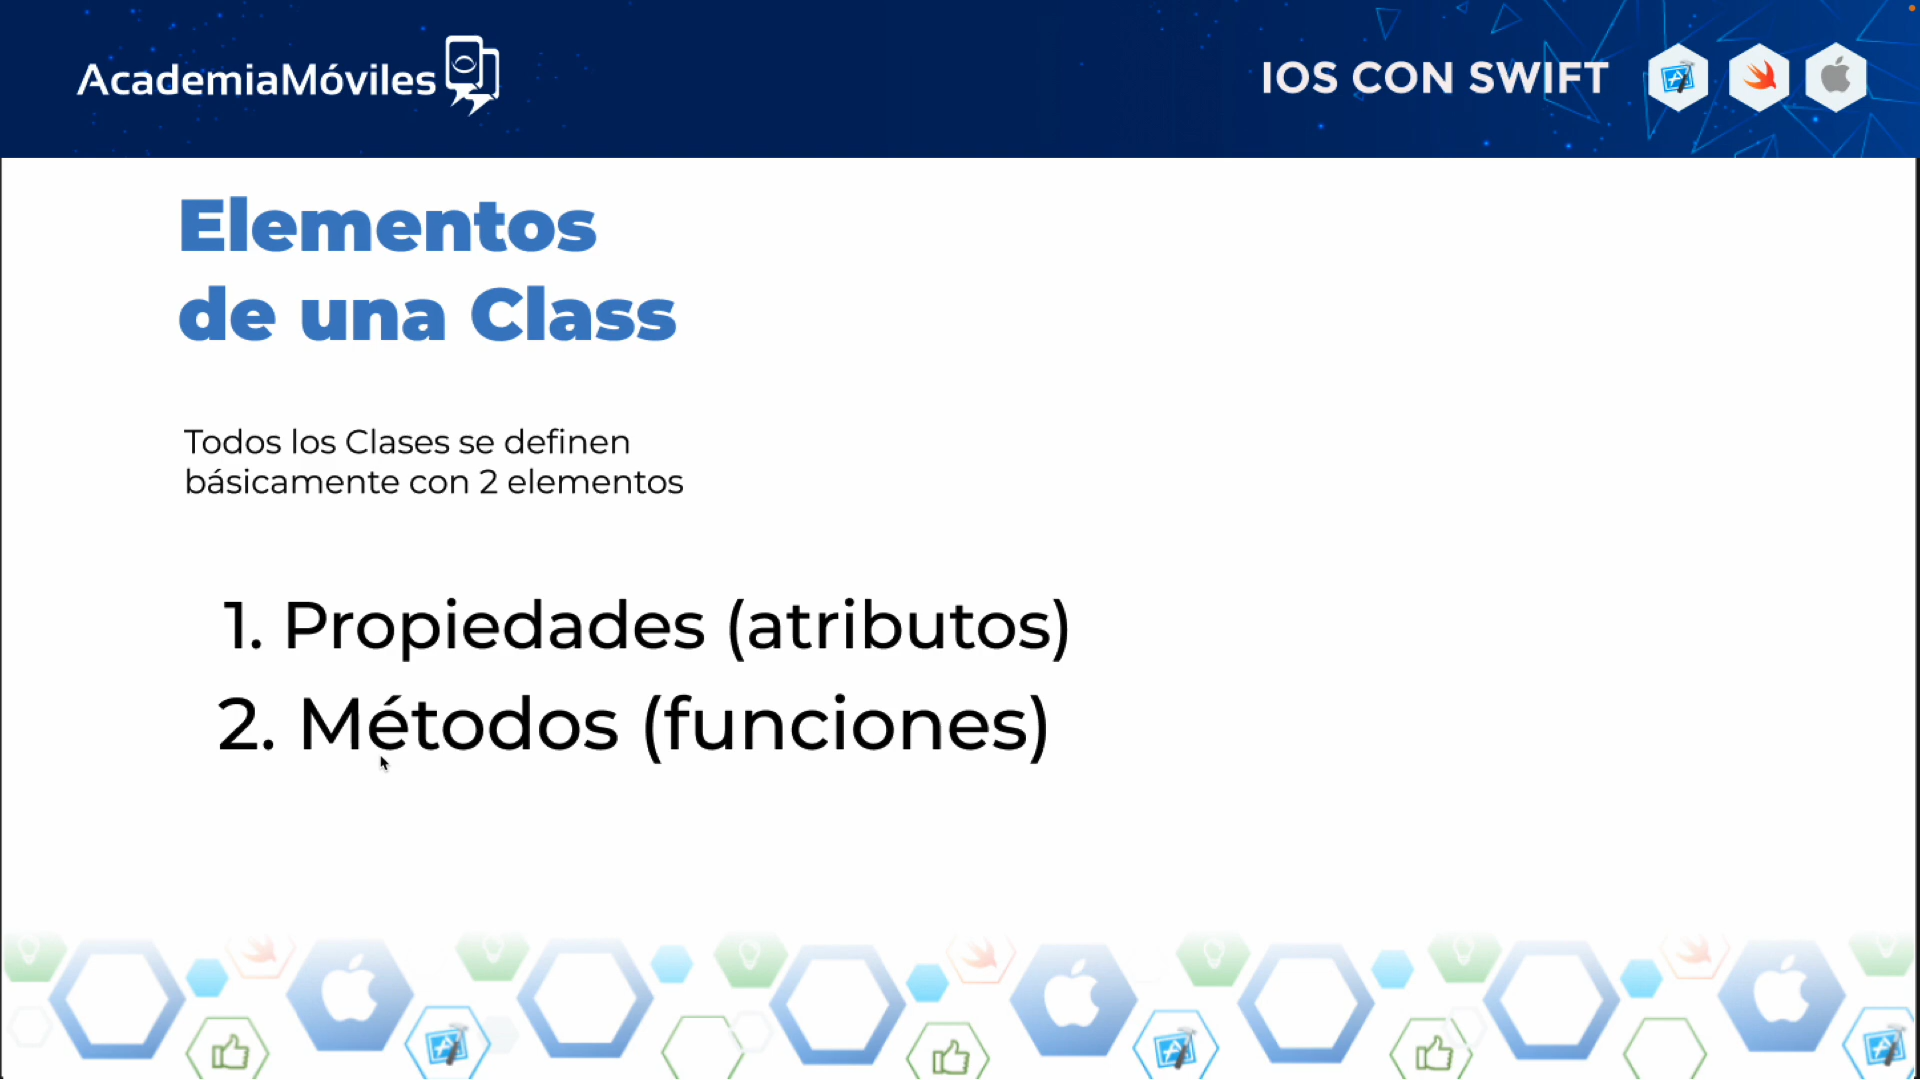 AcademiaMóviles
IOS CON SWIFT
Elementos
de una Class
Todos los Clases se definen
básicamente con 2 elementos
1. Propiedades (atributos)
2. Métodos (funciones)